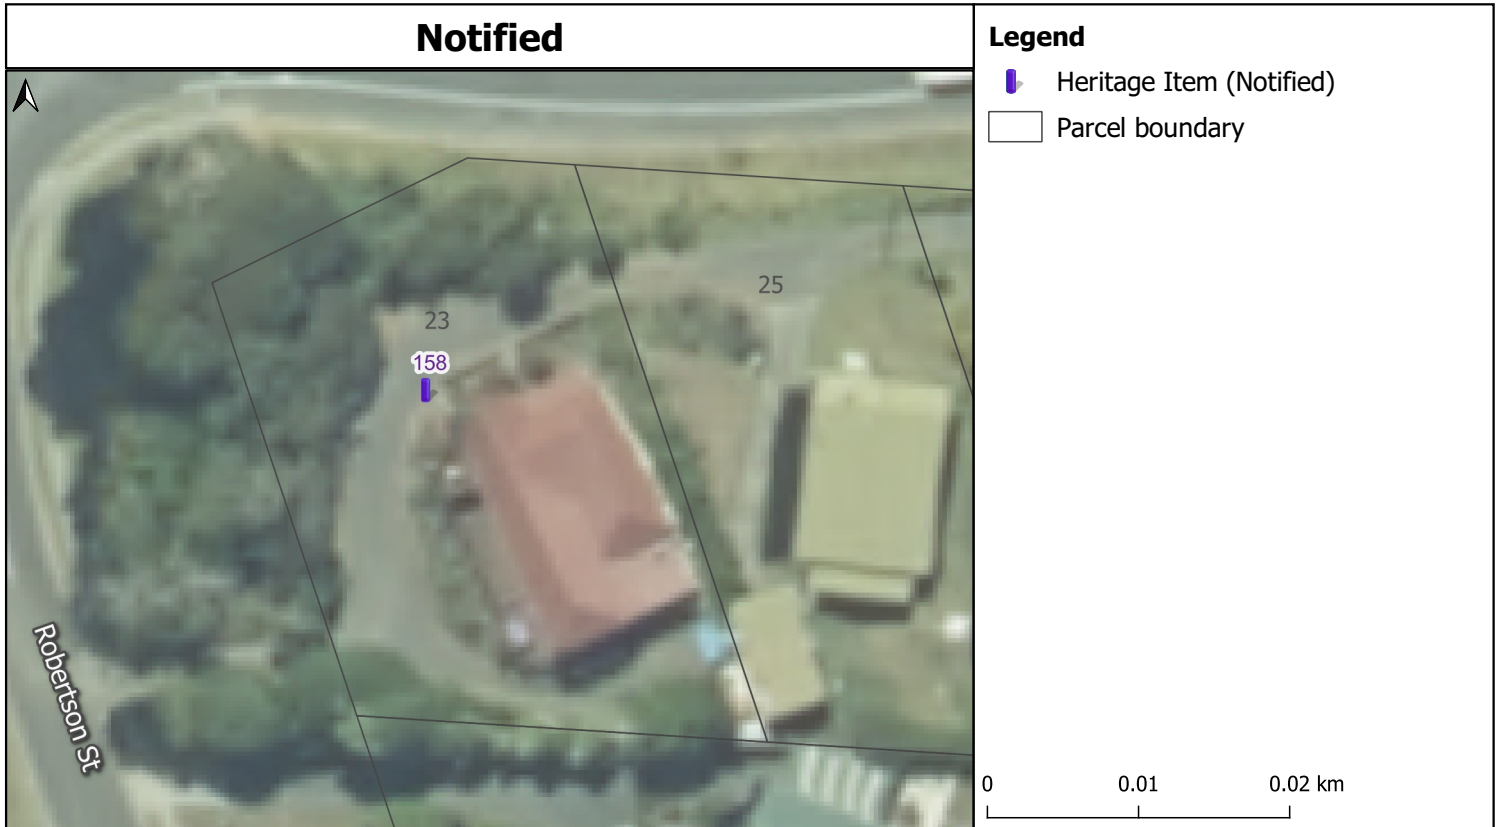 Notified
Legend
Heritage Item (Notified)
Parcel boundary
25
23
158
Robertson St
0 0.01 0.02 km